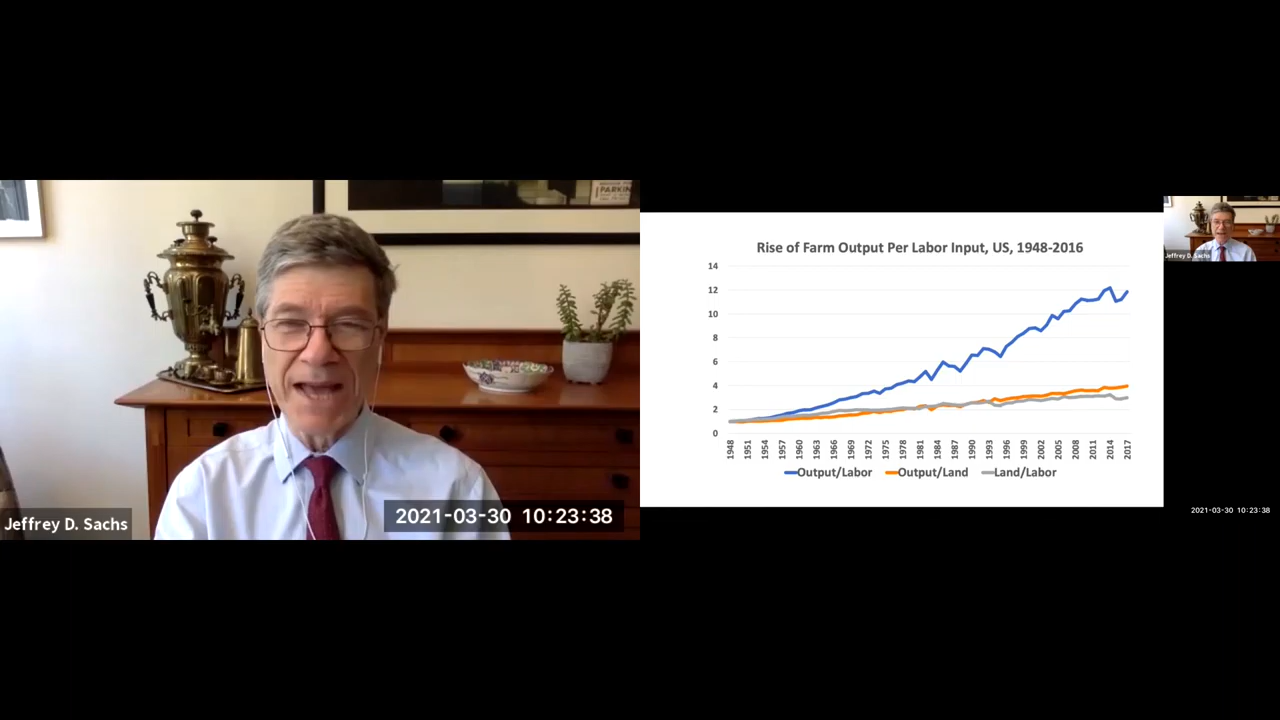 PARKIN
Jeffrey D. Sachs
2021-03-30 10:23:38
Rise of Farm Output Per Labor Input, US, 1948-2016
14
12
10
8
6
4
2
0
1948 1951 1954 1957 1960 1963 1966 1969 1972 1975 1978 1981 1984 1987 1990 1993 1996 1999 2002 2005 2008 2011 2014 2017
Output/Labor Output/Land Land/Labor
Jeffrey D. Sachs
2021-03-30 10:23:38